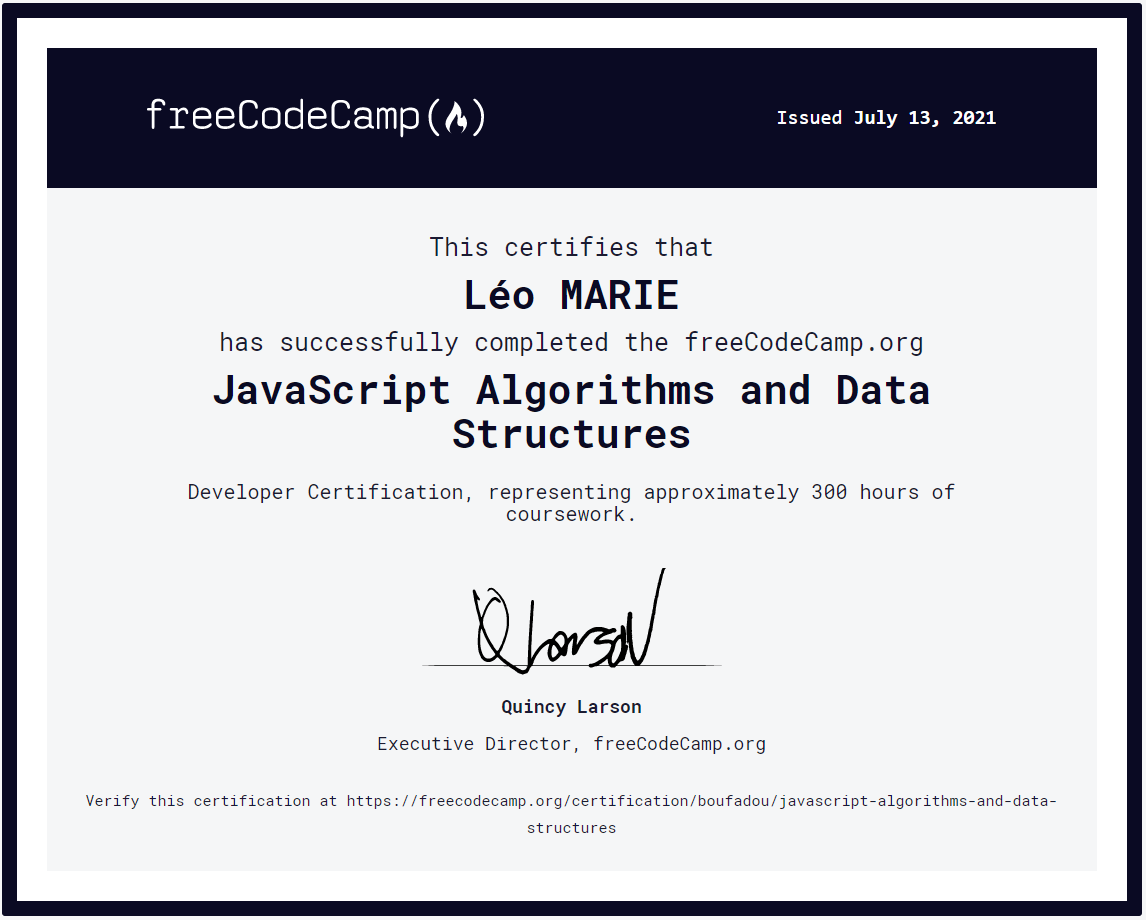 freeCodeCamp(🔥)
Issued July 13, 2021
This certifies that
Léo MARIE
has successfully completed the freeCodeCamp.org
JavaScript Algorithms and Data
Structures
Developer Certification, representing approximately 300 hours of
coursework.
Q Larson
Quincy Larson
Executive Director, freeCodeCamp.org
Verify this certification at https://freecodecamp.org/certification/boufadou/javascript-algorithms-and-data-
structures